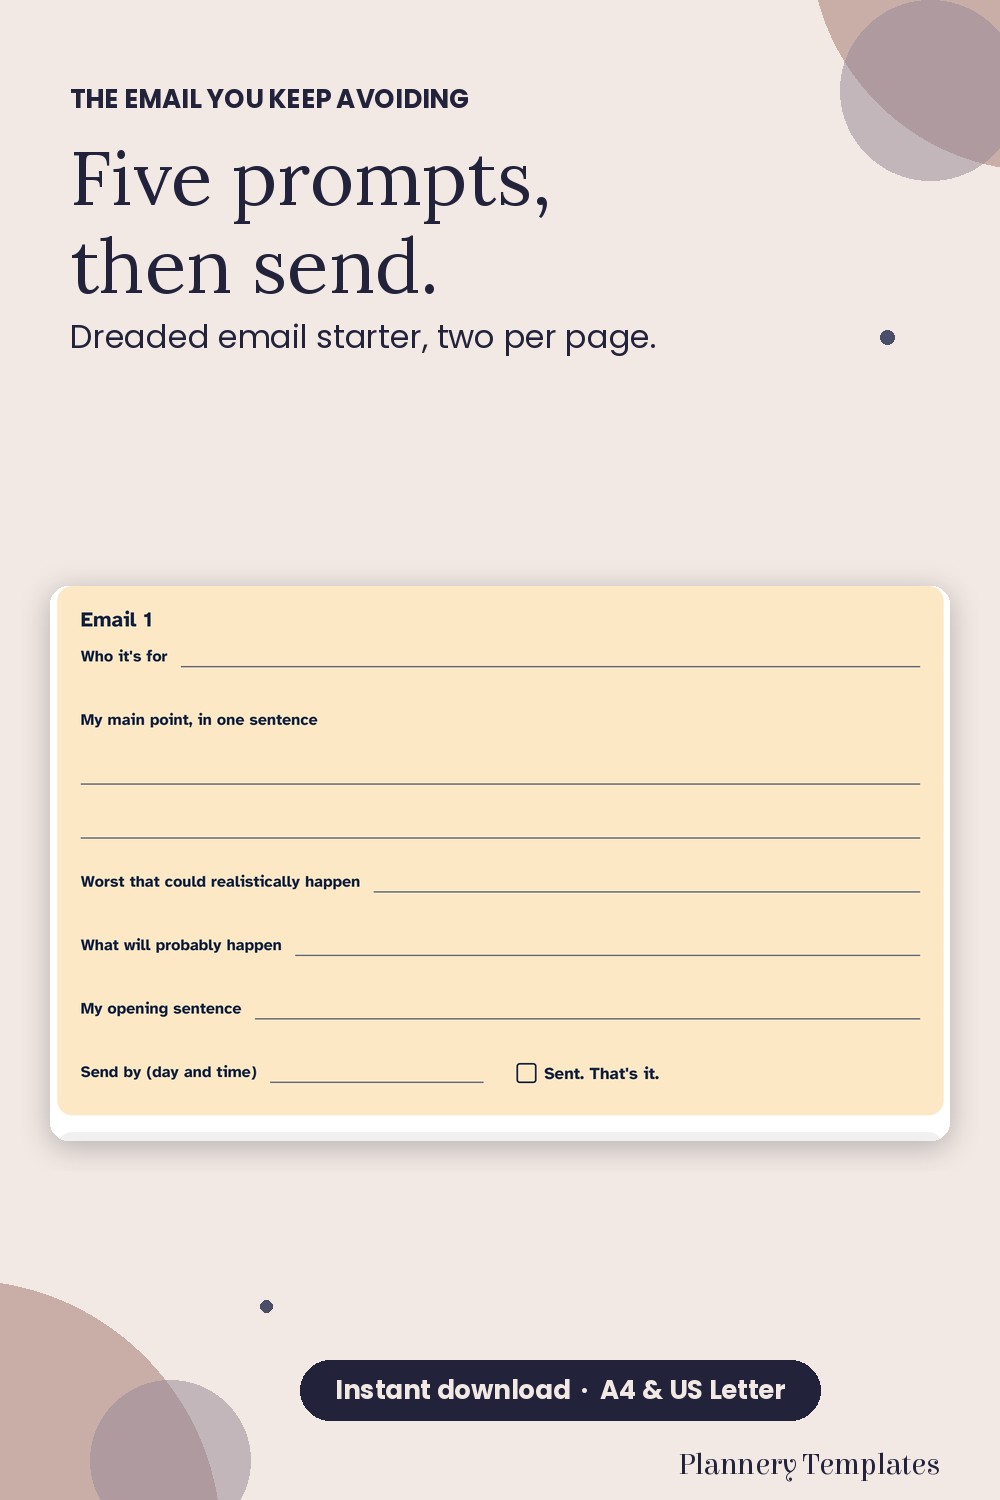 THE EMAIL YOU KEEP AVOIDING
Five prompts,
then send.
Dreaded email starter, two per page.
Email 1
Who it's for
My main point, in one sentence
Worst that could realistically happen
What will probably happen
My opening sentence
Send by (day and time)
Sent. That's it.
Instant download · A4 & US Letter
Plannery Templates